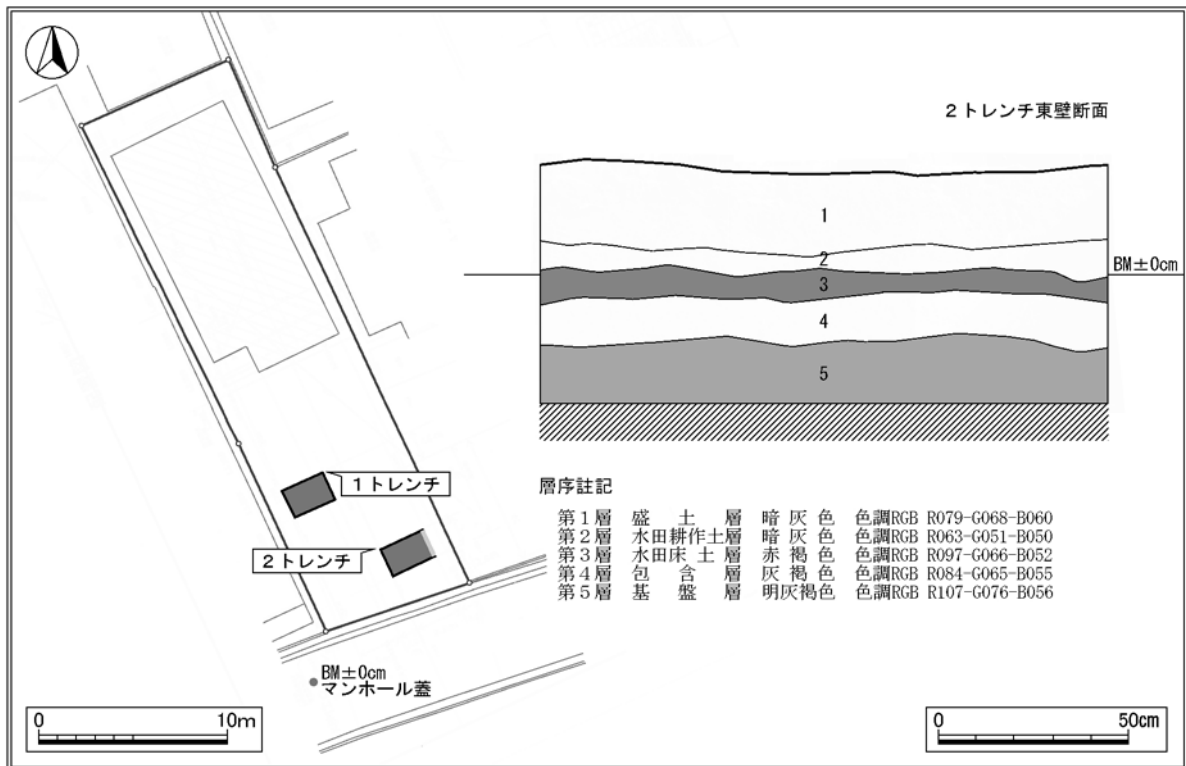 2トレンチ東壁断面
1
2
3
4
5
BM±0cm
1トレンチ
2トレンチ
BM±0cm
マンホール蓋
層序註記
第1層 盛土層 暗灰色 色調RGB R079-G068-B060
第2層 水田耕作土層 暗灰色 色調RGB R063-G051-B050
第3層 水田床土層 赤褐色 色調RGB R097-G066-B052
第4層 包含層 灰褐色 色調RGB R084-G065-B055
第5層 基盤層 明灰褐色 色調RGB R107-G076-B056
0 10m
0 50cm